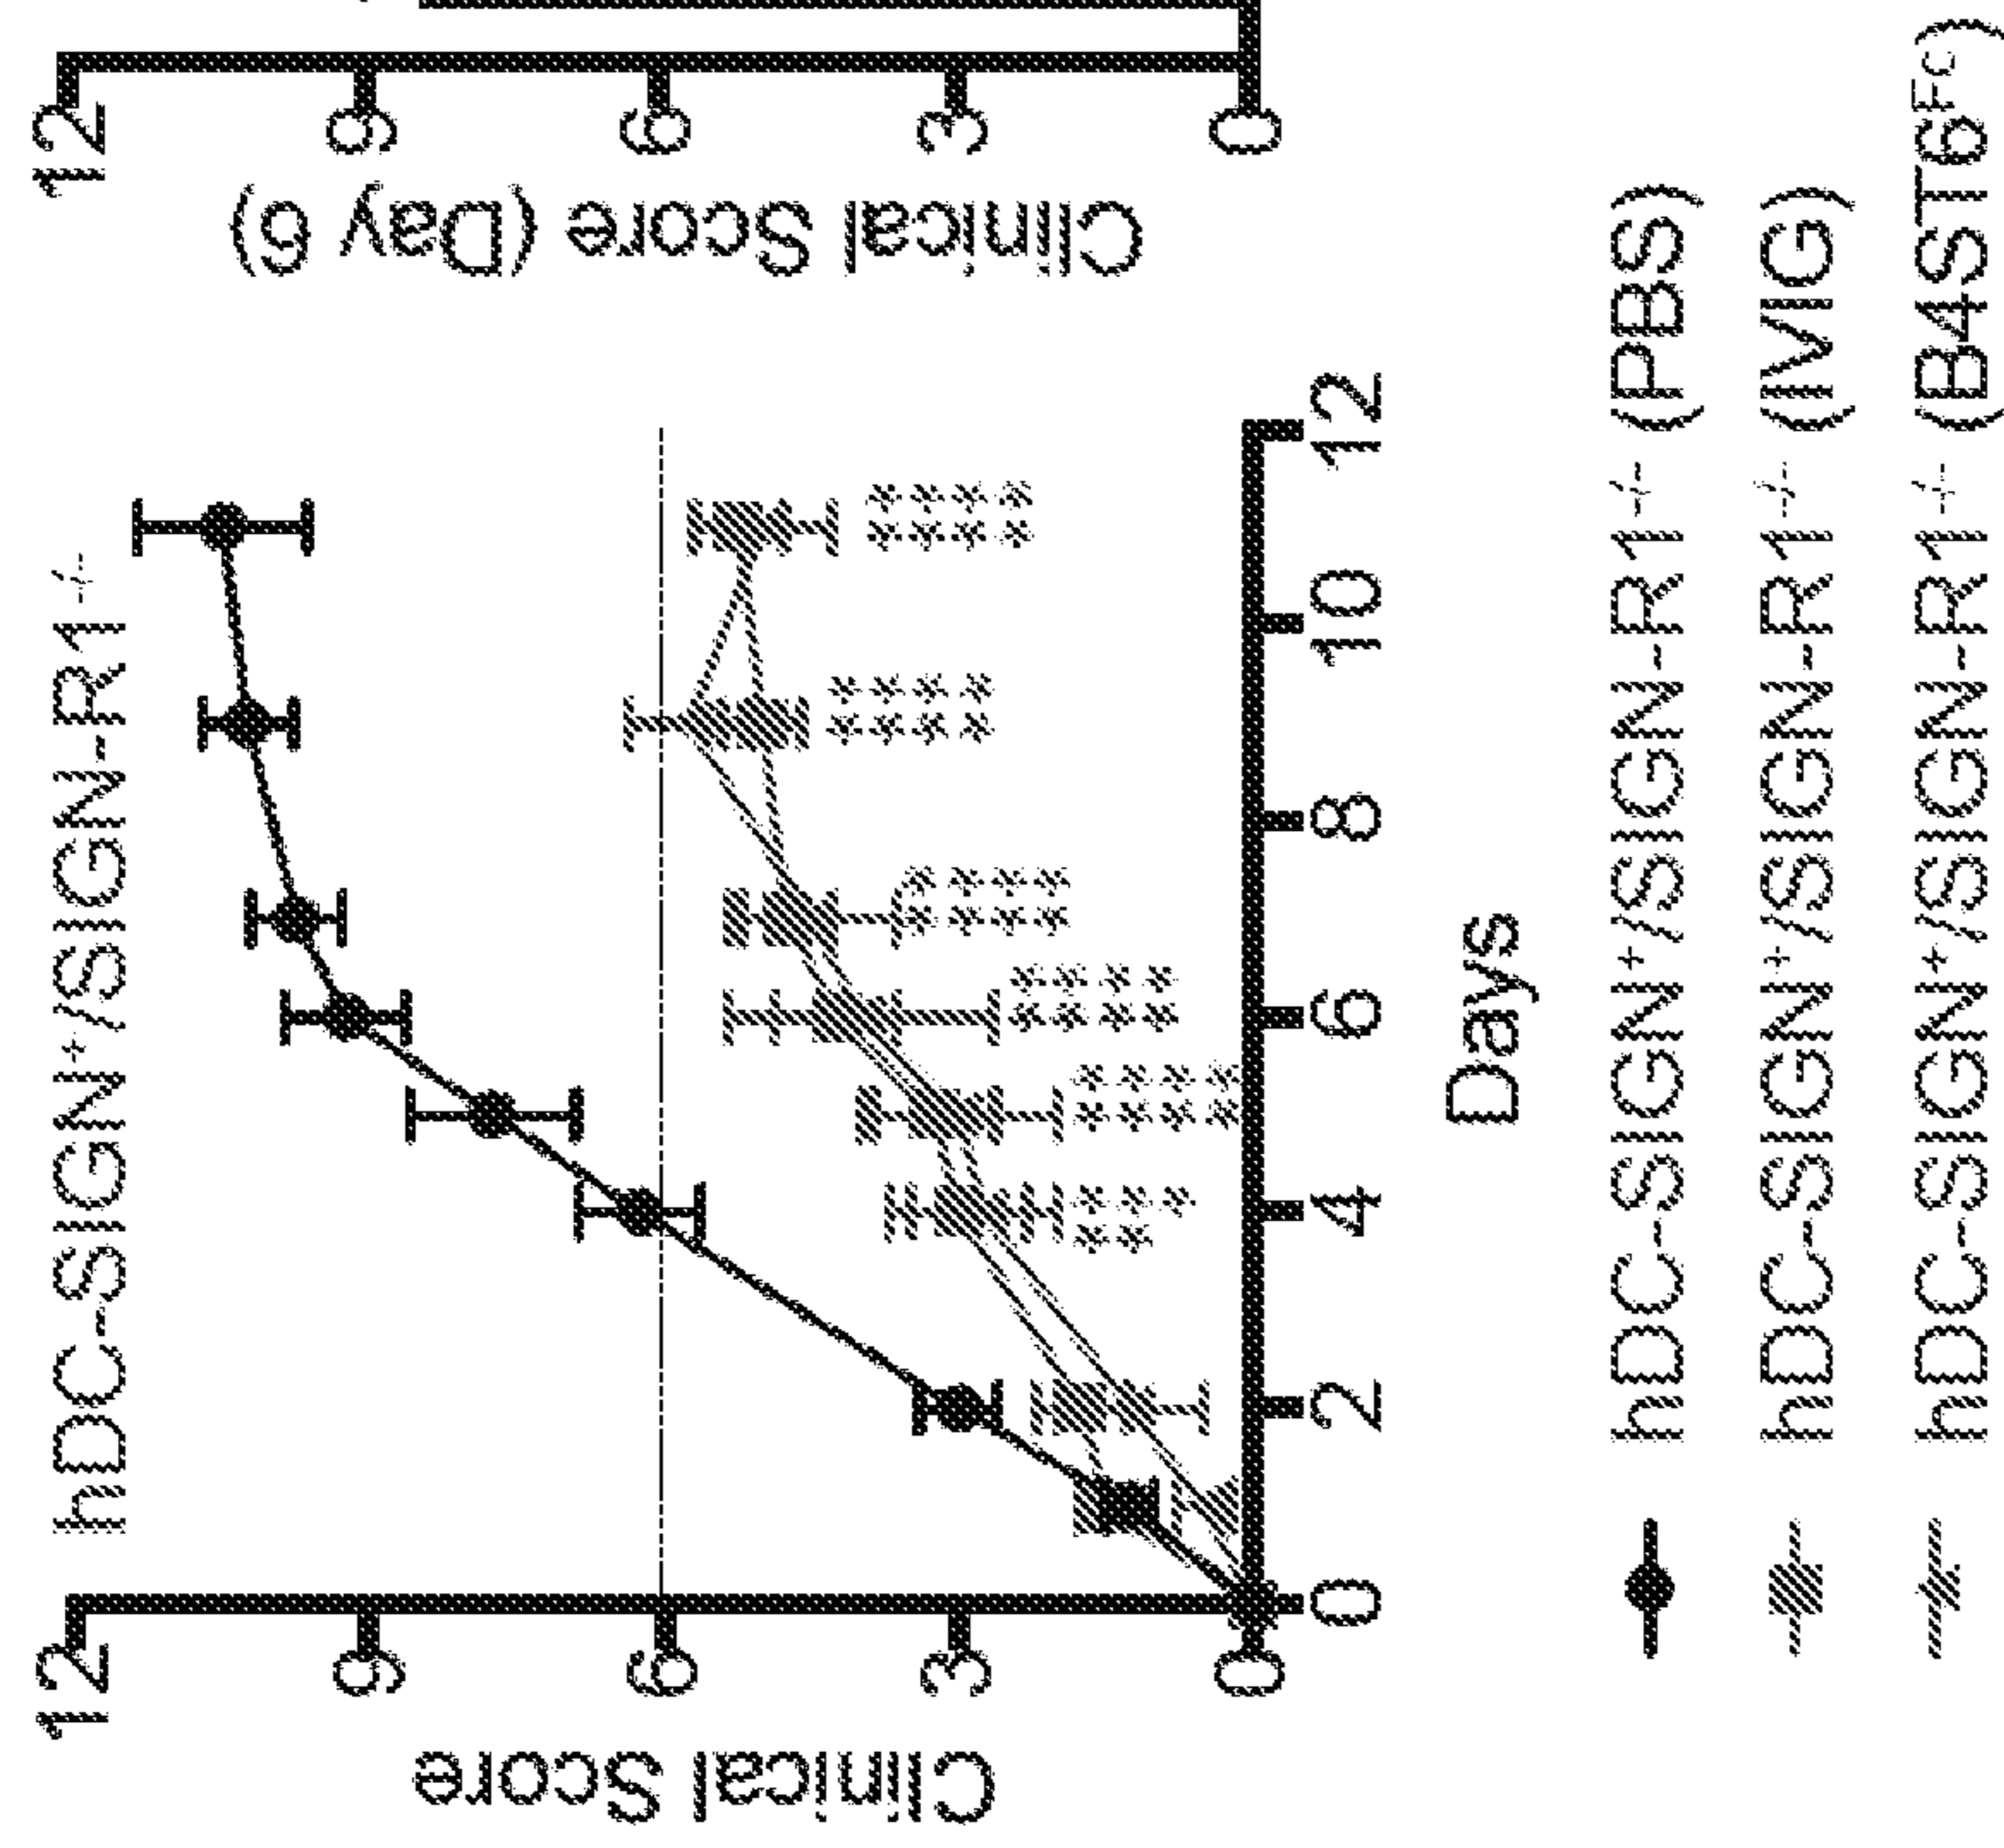 hDC-SIGN⁺/SIGN-R1⁻/⁻
Clinical Score
12
9
6
3
0
**
***
****
****
****
****
****
****
****
****
****
****
0 2 4 6 8 10 12
Days
Clinical Score (Day 6)
12
9
6
3
0
hDC-SIGN⁺/SIGN-R1⁻/⁻ (PBS)
hDC-SIGN⁺/SIGN-R1⁻/⁻ (IVIG)
hDC-SIGN⁺/SIGN-R1⁻/⁻ (B4ST6ᶠᶜ)